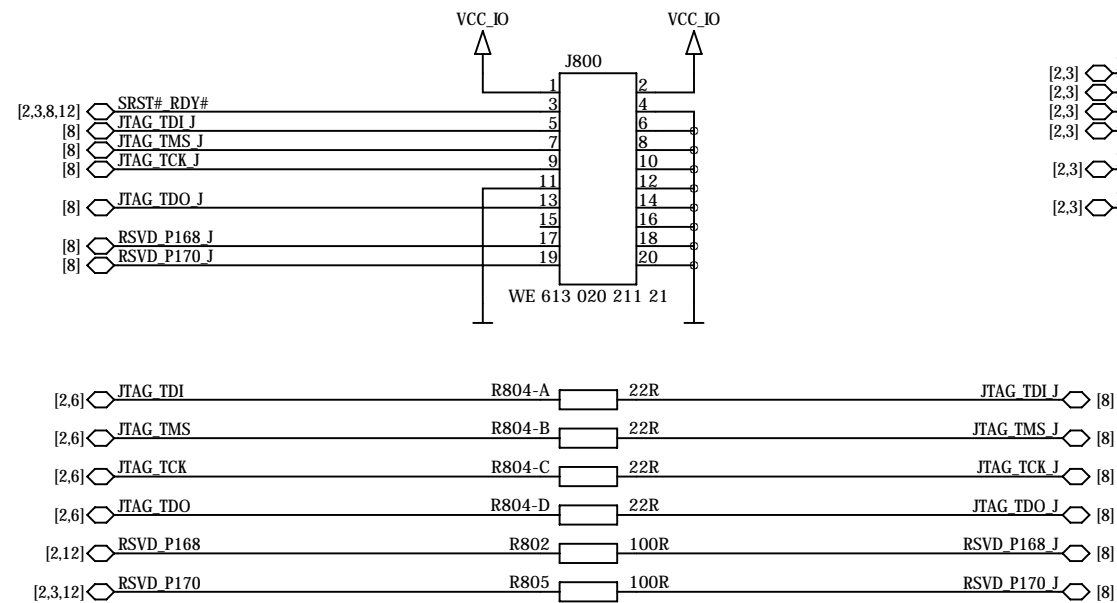 VCC_IO VCC_IO
J800
[2,3]
1 2
[2,3]
[2,3,8,12] SRST#_RDY# 3 4 [2,3]
[8] JTAG_TDI_J 5 6 [2,3]
[8] JTAG_TMS_J 7 8
[8] JTAG_TCK_J 9 10 [2,3]
11 12
[8] JTAG_TDO_J 13 14 [2,3]
15 16
[8] RSVD_P168_J 17 18
[8] RSVD_P170_J 19 20
WE 613 020 211 21
[2,6] JTAG_TDI R804-A 22R JTAG_TDI_J [8]
[2,6] JTAG_TMS R804-B 22R JTAG_TMS_J [8]
[2,6] JTAG_TCK R804-C 22R JTAG_TCK_J [8]
[2,6] JTAG_TDO R804-D 22R JTAG_TDO_J [8]
[2,12] RSVD_P168 R802 100R RSVD_P168_J [8]
[2,3,12] RSVD_P170 R805 100R RSVD_P170_J [8]